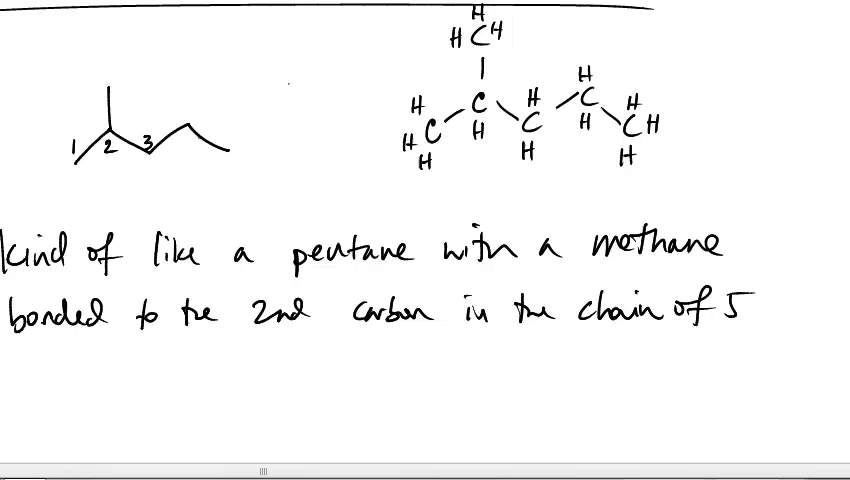 H
H C H
H C H
H C C H
H C H H C H
H H H
1 2 3
kind of like a pentane with a methane
bonded to the 2nd carbon in the chain of 5